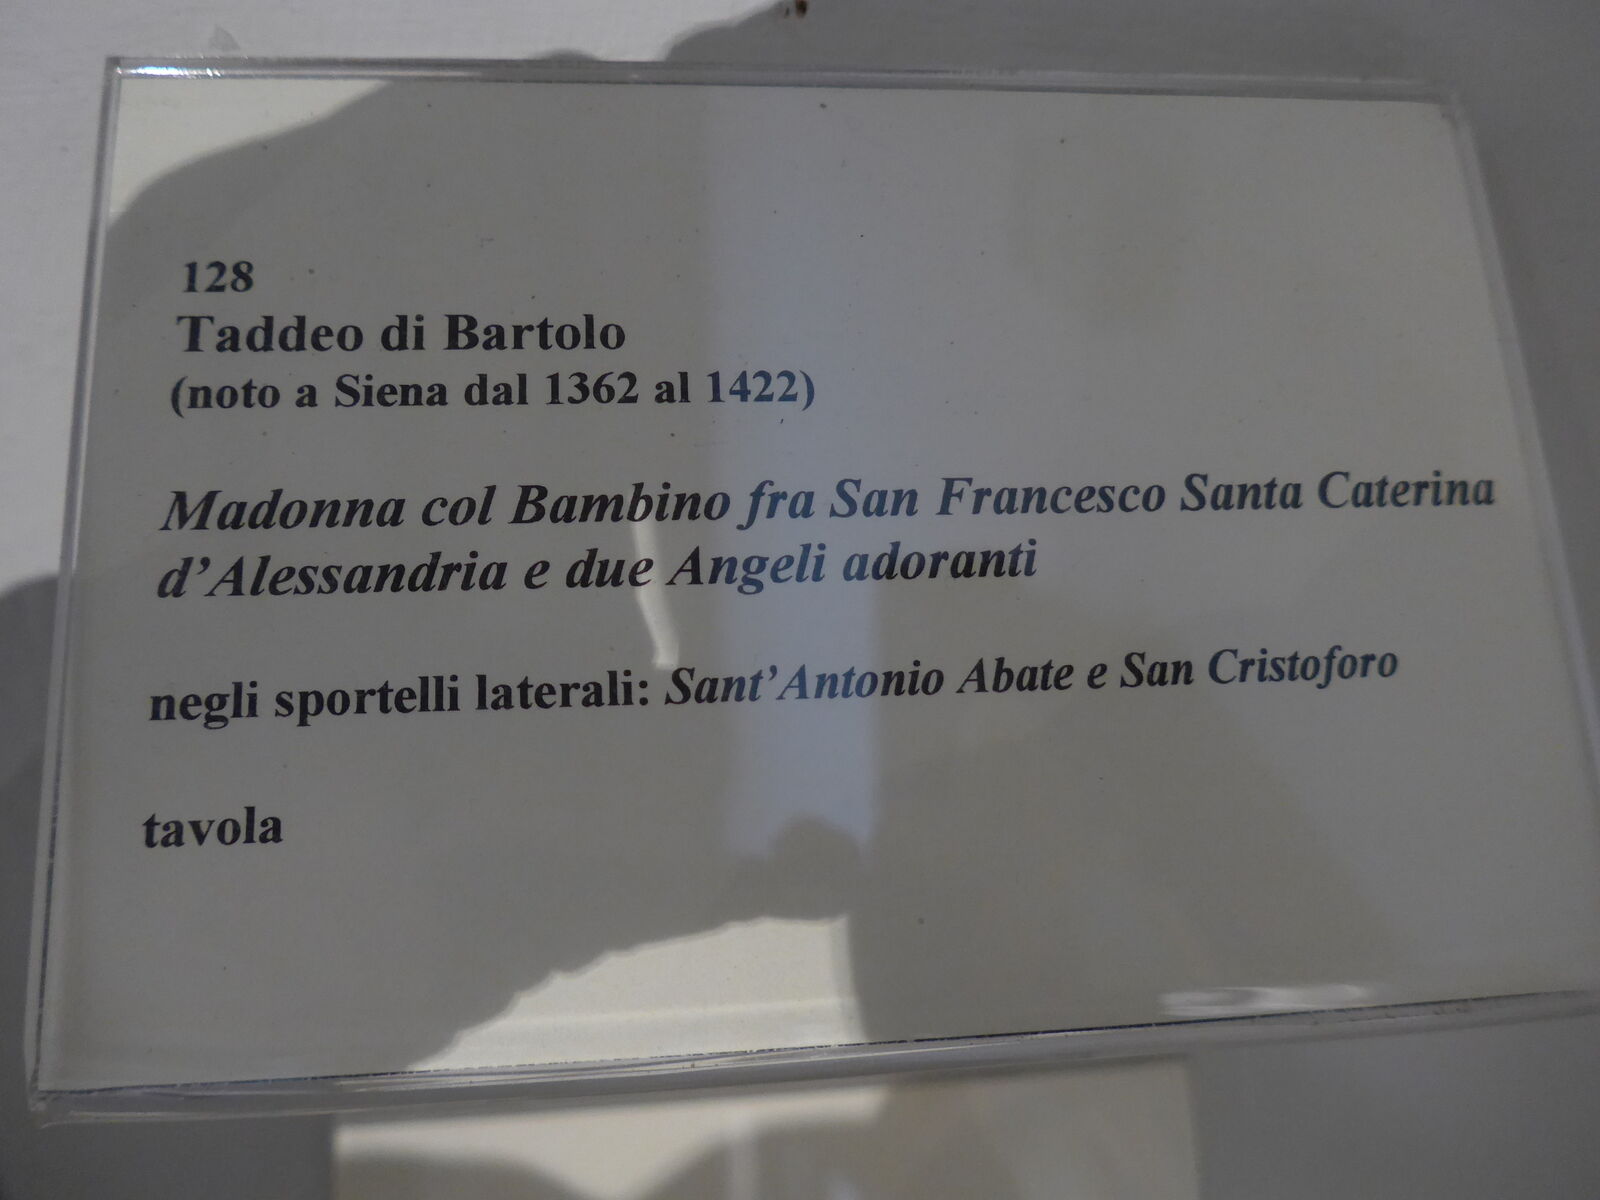 128
Taddeo di Bartolo
(noto a Siena dal 1362 al 1422)
Madonna col Bambino fra San Francesco Santa Caterina
d’Alessandria e due Angeli adoranti
negli sportelli laterali: Sant’Antonio Abate e San Cristoforo
tavola